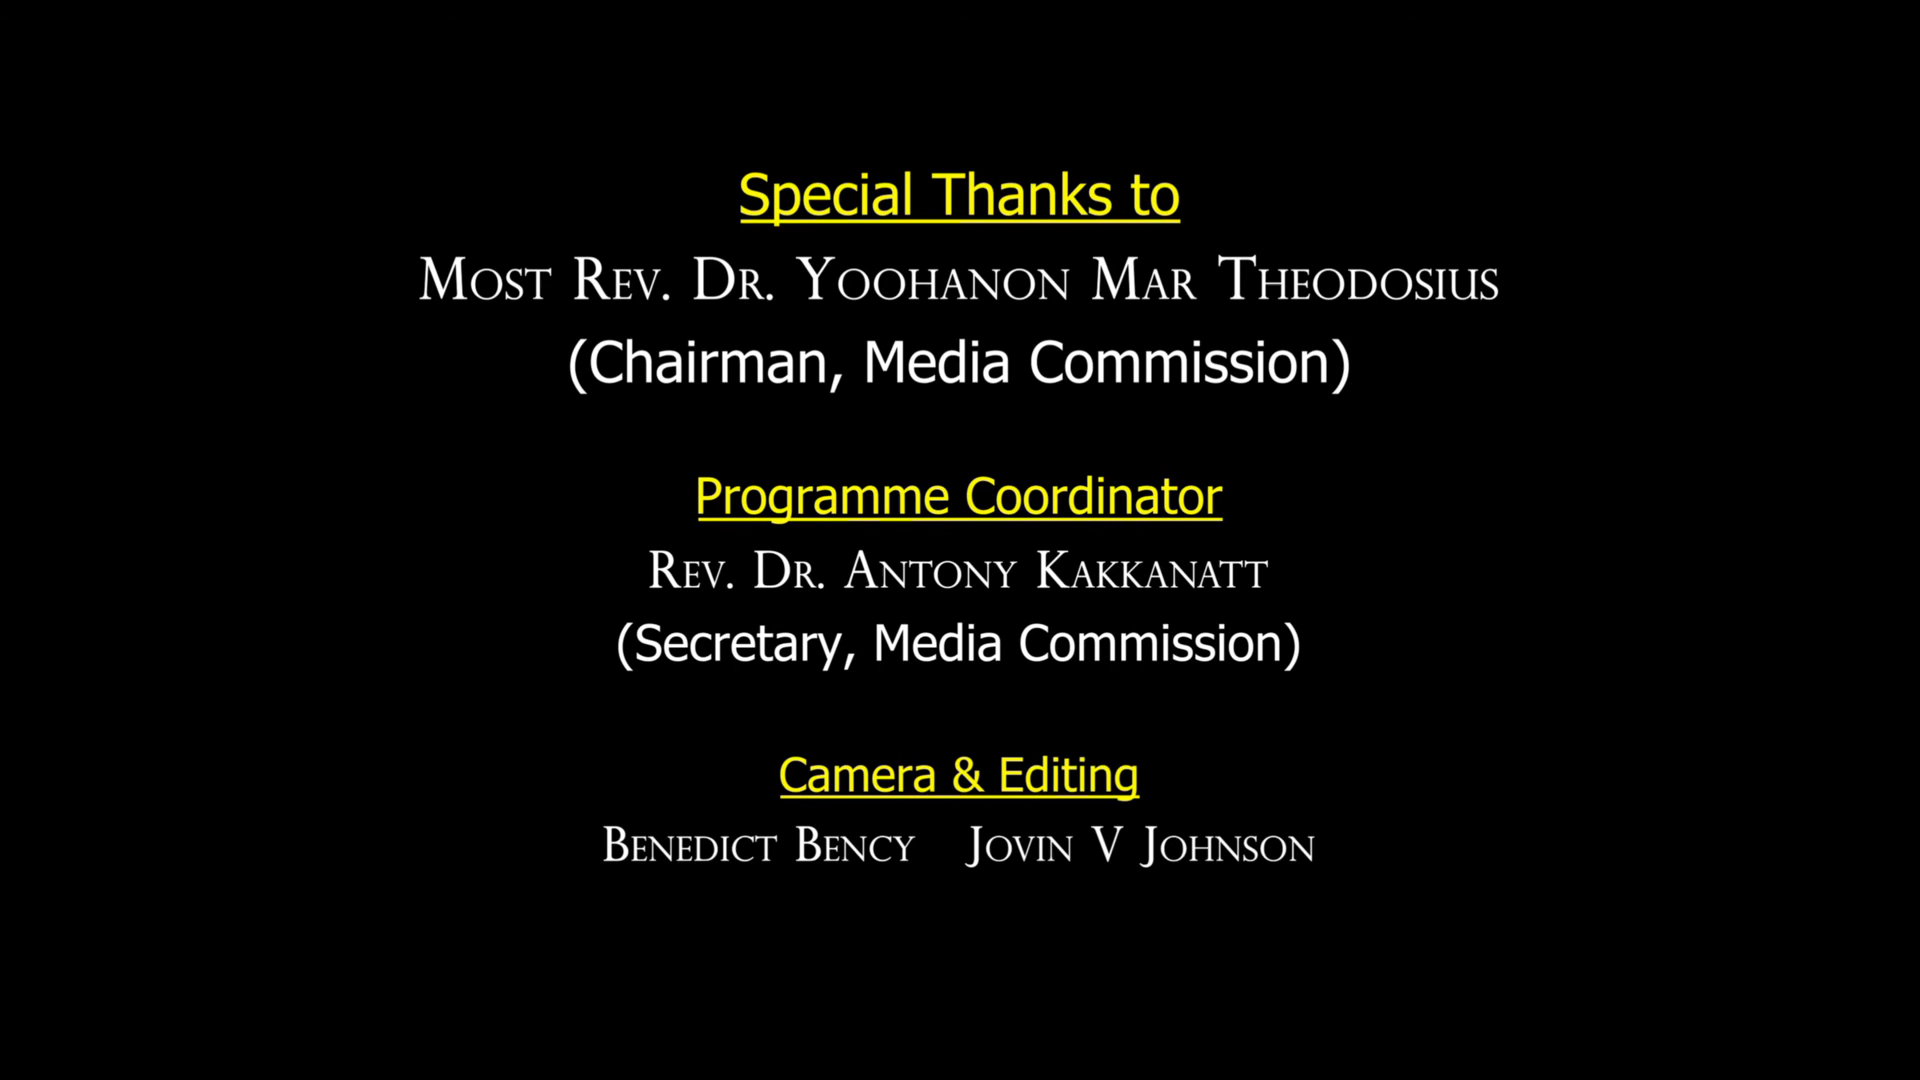 Special Thanks to
Most Rev. Dr. Yoohanon Mar Theodosius
(Chairman, Media Commission)
Programme Coordinator
Rev. Dr. Antony Kakkanatt
(Secretary, Media Commission)
Camera & Editing
Benedict Bency Jovin V Johnson